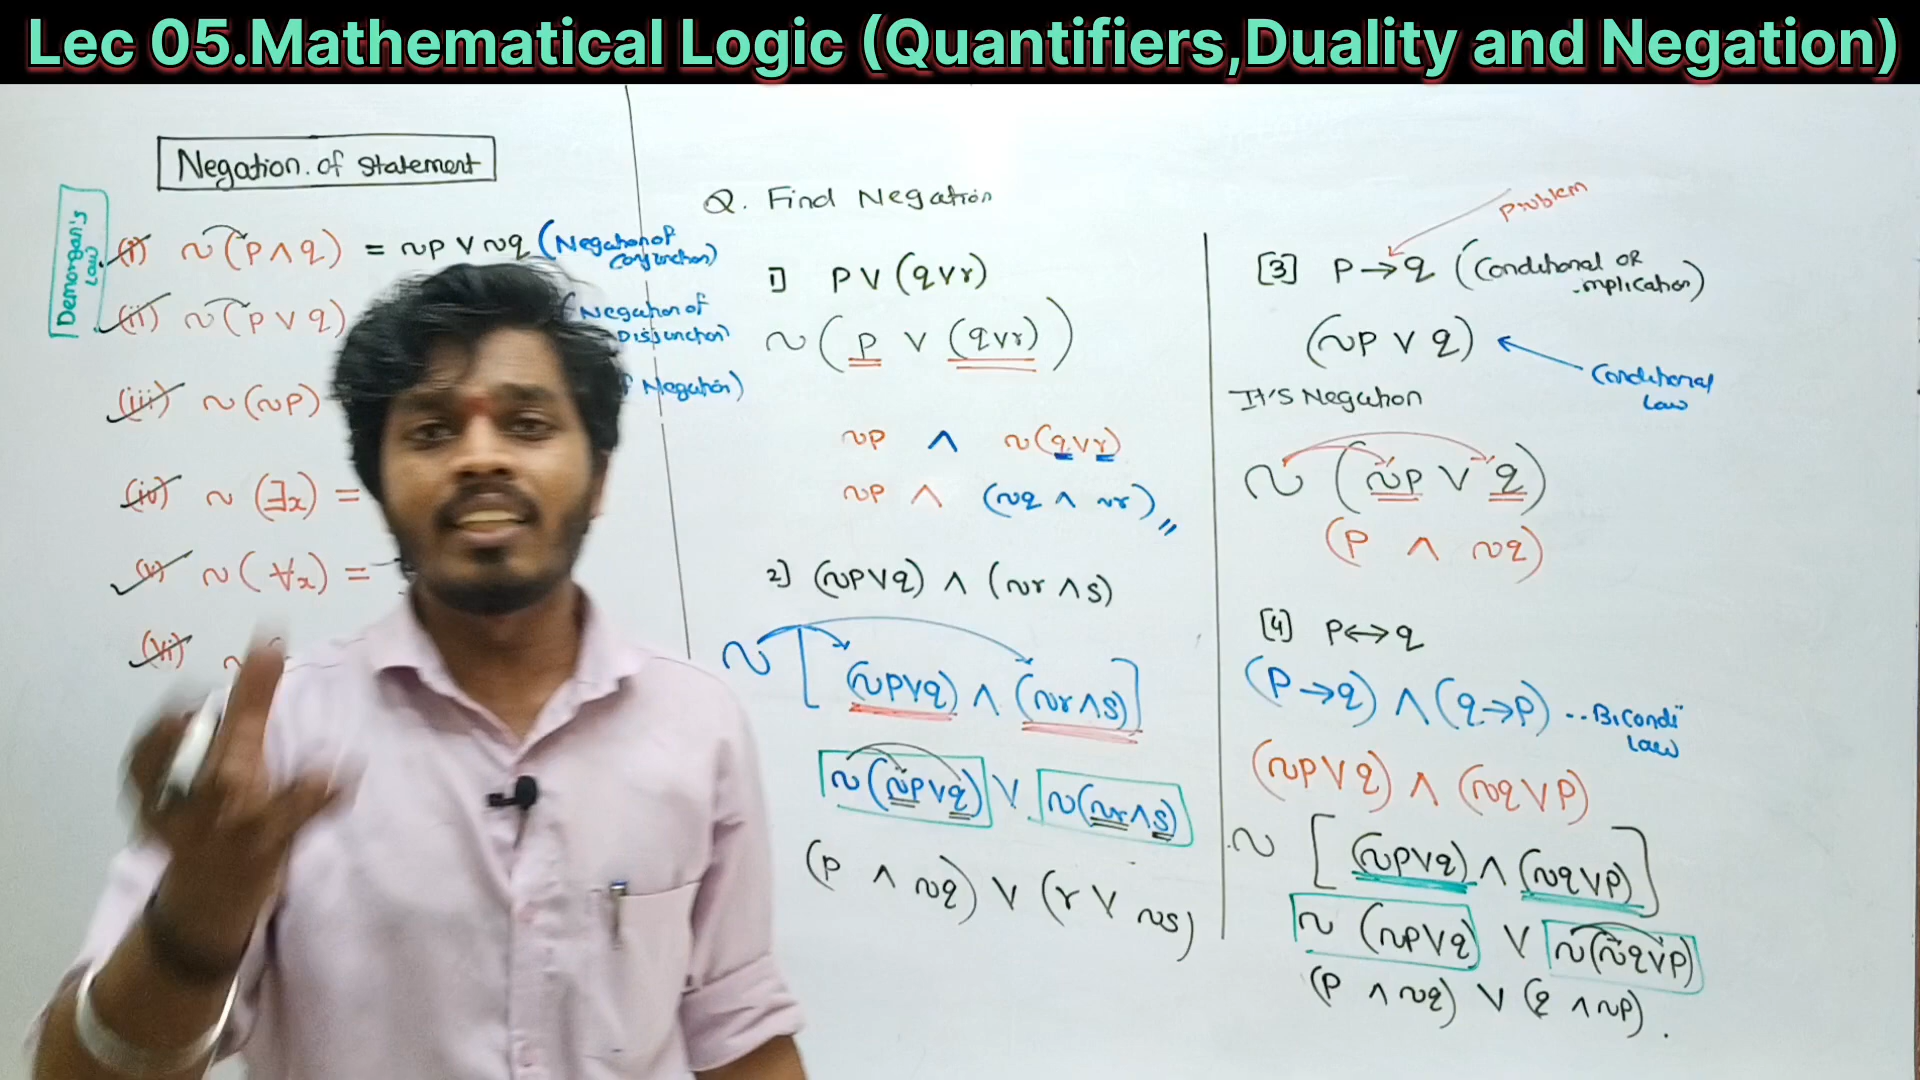 Lec 05.Mathematical Logic (Quantifiers,Duality and Negation)
Negation. of statement
Demorgan's Law
(i) ~(p∧q) = ~p∨~q (Negation of conjunction)
(ii) ~(p∨q) (Negation of Disjunction)
(iii) ~(~p) Negation)
(iv) ~(∃x) =
(v) ~(∀x) =
(vi) ~
Q. Find Negation
1] p∨(q∨r)
~(p ∨ (q∨r))
~p ∧ ~(q∨r)
~p ∧ (~q ∧ ~r)
2] (~p∨q) ∧ (~r∧s)
~[(~p∨q) ∧ (~r∧s)]
~(~p∨q) ∨ ~(~r∧s)
(p ∧ ~q) ∨ (r ∨ ~s)
Problem
[3] p→q (Conditional OR
implication)
(~p ∨ q)
Conditional
Law
It's Negation
~(~p ∨ q)
(p ∧ ~q)
[4] p↔q
(p→q) ∧ (q→p) ..Bicondi
Law
(~p∨q) ∧ (~q∨p)
~[(~p∨q) ∧ (~q∨p)]
~(~p∨q) ∨ ~(~q∨p)
(p ∧ ~q) ∨ (q ∧ ~p).